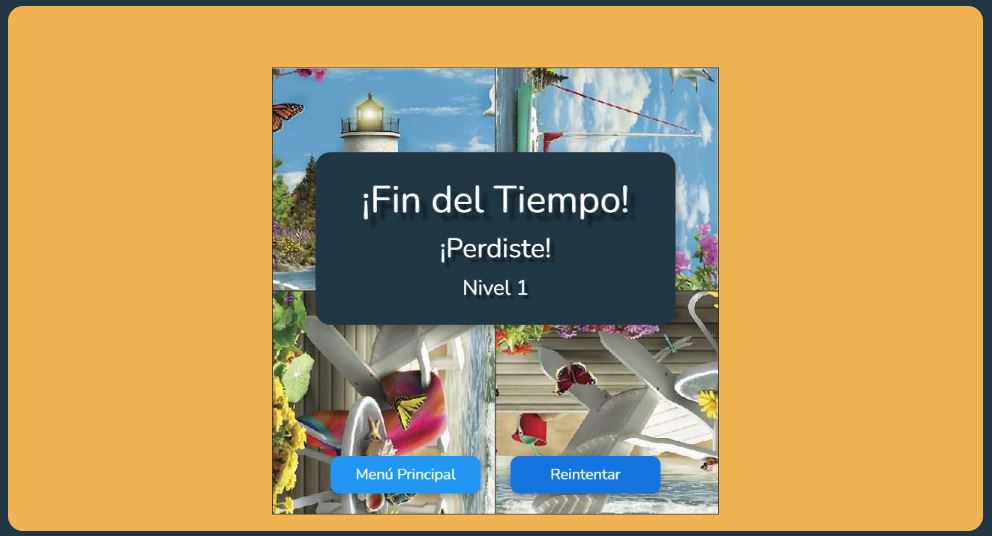 ¡Fin del Tiempo!
¡Perdiste!
Nivel 1
Menú Principal
Reintentar